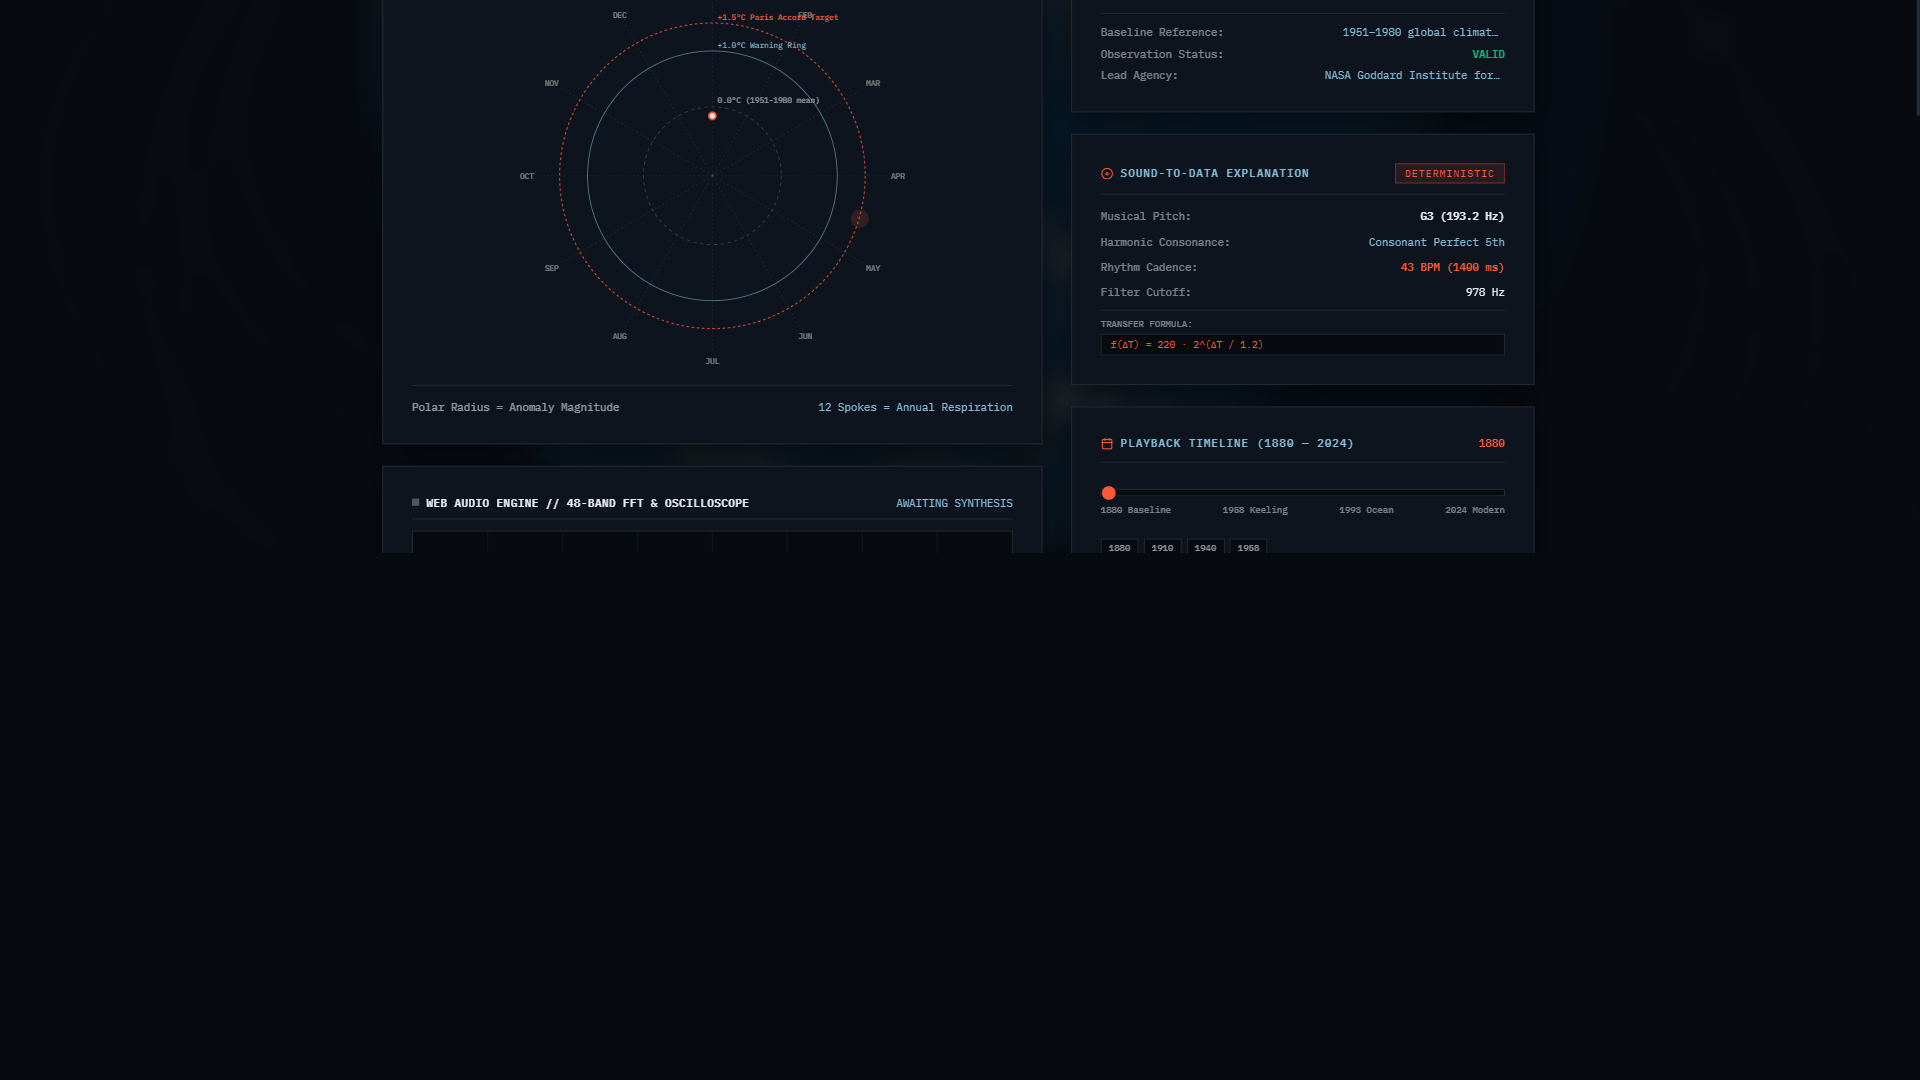 DEC
+1.5°C Paris Accord Target
FEB
+1.0°C Warning Ring
NOV
MAR
0.0°C (1951-1980 mean)
OCT
APR
SEP
MAY
AUG
JUN
JUL
Polar Radius = Anomaly Magnitude
12 Spokes = Annual Respiration
WEB AUDIO ENGINE // 48-BAND FFT & OSCILLOSCOPE
AWAITING SYNTHESIS
Baseline Reference: 1951–1980 global climat…
Observation Status: VALID
Lead Agency: NASA Goddard Institute for…
SOUND-TO-DATA EXPLANATION
DETERMINISTIC
Musical Pitch: G3 (193.2 Hz)
Harmonic Consonance: Consonant Perfect 5th
Rhythm Cadence: 43 BPM (1400 ms)
Filter Cutoff: 978 Hz
TRANSFER FORMULA:
f(ΔT) = 220 · 2^(ΔT / 1.2)
PLAYBACK TIMELINE (1880 — 2024)
1880
1880 Baseline
1958 Keeling
1993 Ocean
2024 Modern
1880
1910
1940
1958